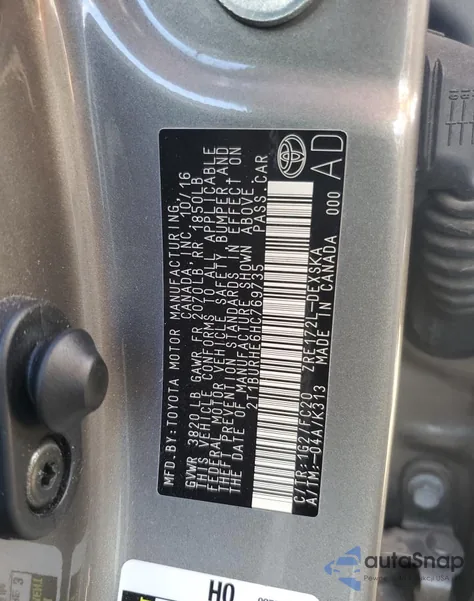 MFD.BY:TOYOTA MOTOR MANUFACTURING,
CANADA, INC. 10/16
GVWR 3820 LB GAWR FR 2070 LB RR 1850 LB
THIS VEHICLE CONFORMS TO ALL APPLICABLE
FEDERAL MOTOR VEHICLE SAFETY BUMPER AND
THEFT PREVENTION STANDARDS IN EFFECT ON
THE DATE OF MANUFACTURE SHOWN ABOVE.
2T1BURHE6HC769735 PASS.CAR
C/TR:1G3/FC20 ZRE172L-DEXSKA
A/TM:-04A/K313 MADE IN CANADA 000
AD
HO
autoSnap